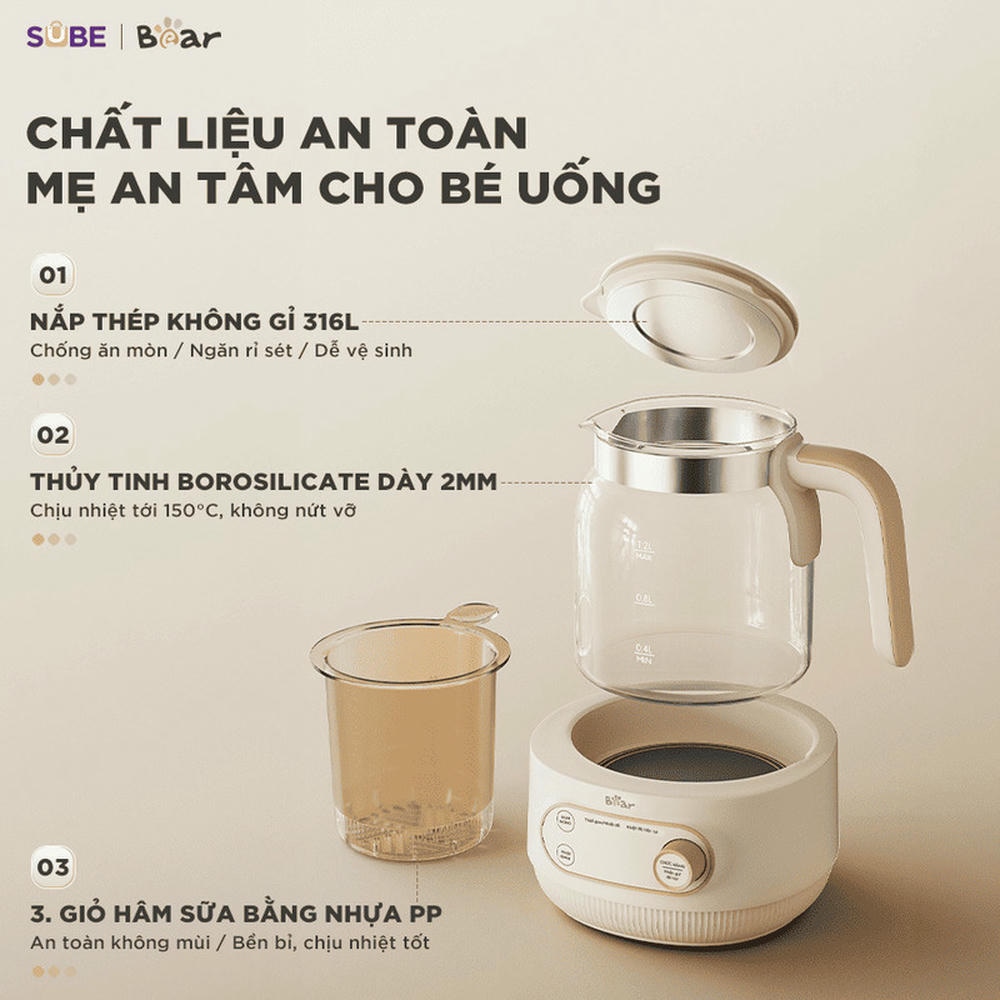 SUBE | Bear
CHẤT LIỆU AN TOÀN
MẸ AN TÂM CHO BÉ UỐNG
01
NẮP THÉP KHÔNG GỈ 316L
Chống ăn mòn / Ngăn rỉ sét / Dễ vệ sinh
02
THỦY TINH BOROSILICATE DÀY 2MM
Chịu nhiệt tới 150°C, không nứt vỡ
1.2L
MAX
0.8L
0.4L
MIN
Bear
CHỨC NĂNG
03
3. GIỎ HÂM SỮA BẰNG NHỰA PP
An toàn không mùi / Bền bỉ, chịu nhiệt tốt